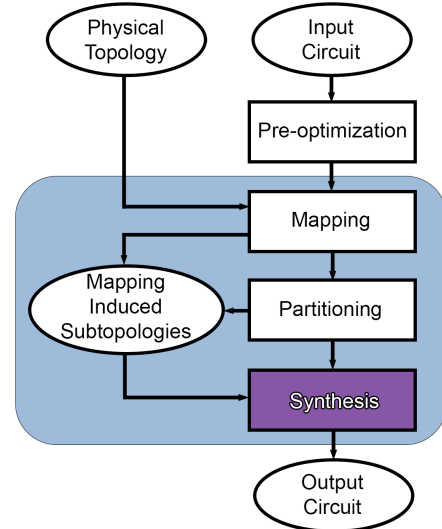 Physical
Topology
Input
Circuit
Pre-optimization
Mapping
Mapping
Induced
Subtopologies
Partitioning
Synthesis
Output
Circuit